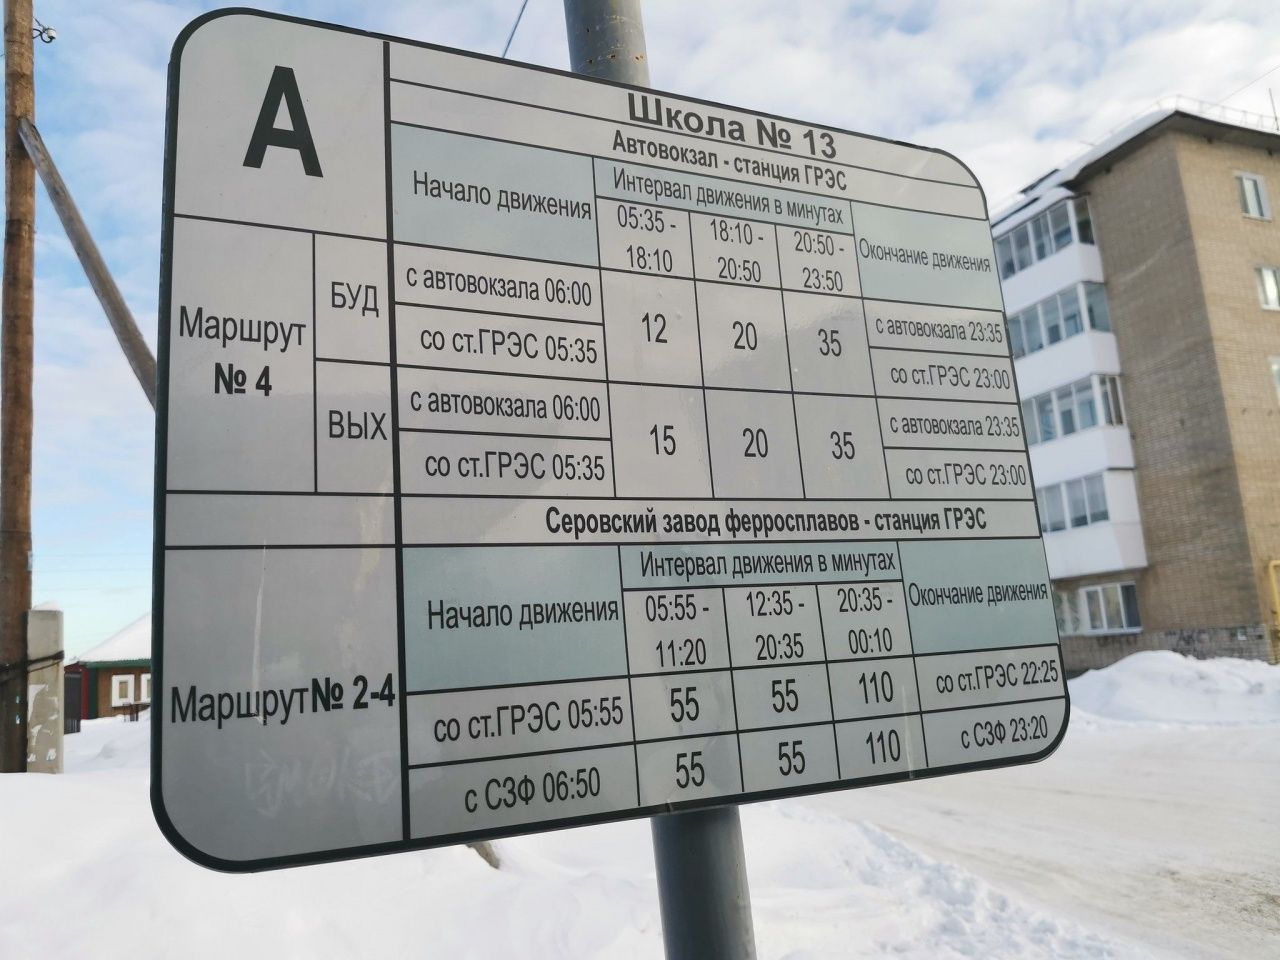 А
Школа № 13
Автовокзал - станция ГРЭС
Начало движения
Интервал движения в минутах
05:35 - 18:10
18:10 - 20:50
20:50 - 23:50
Окончание движения
Маршрут
№ 4
БУД
с автовокзала 06:00
со ст.ГРЭС 05:35
12
20
35
с автовокзала 23:35
со ст.ГРЭС 23:00
ВЫХ
с автовокзала 06:00
со ст.ГРЭС 05:35
15
20
35
с автовокзала 23:35
со ст.ГРЭС 23:00
Серовский завод ферросплавов - станция ГРЭС
Маршрут № 2-4
Начало движения
Интервал движения в минутах
05:55 - 11:20
12:35 - 20:35
20:35 - 00:10
Окончание движения
со ст.ГРЭС 05:55
55
55
110
со ст.ГРЭС 22:25
с СЗФ 06:50
55
55
110
с СЗФ 23:20